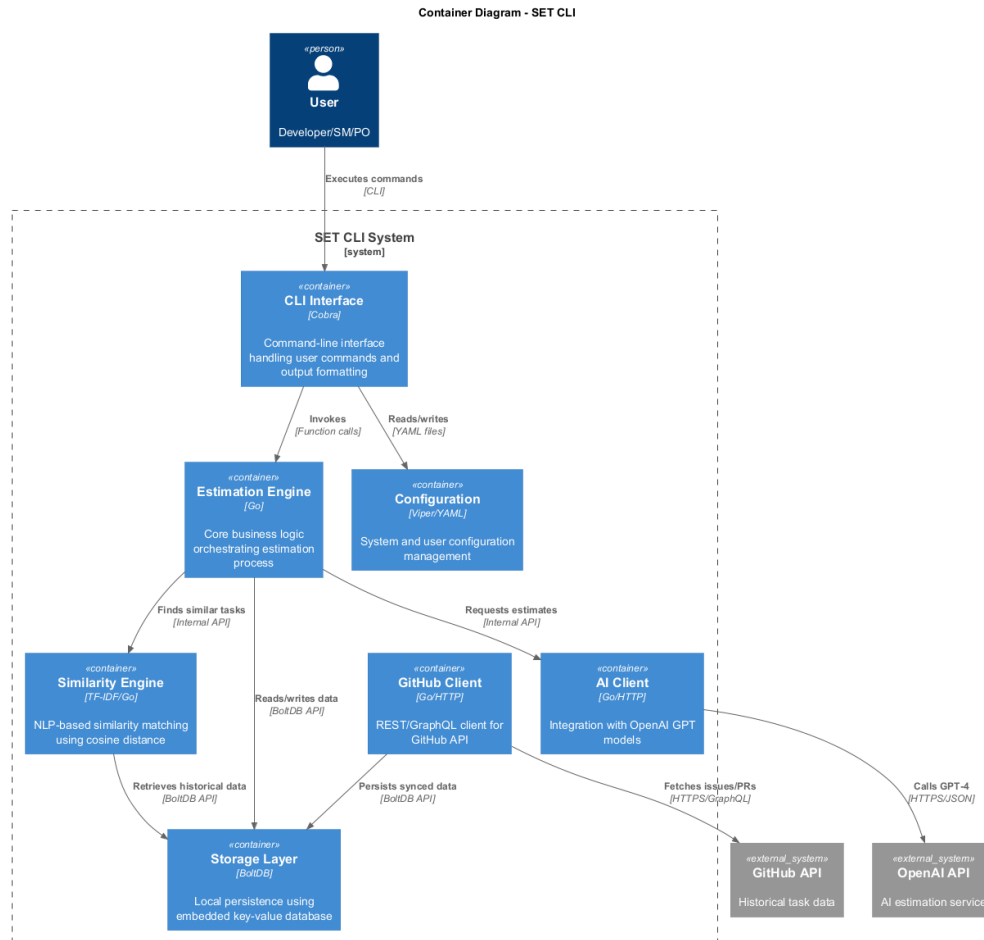 Container Diagram - SET CLI
«person»
User
Developer/SM/PO
Executes commands
[CLI]
SET CLI System
[system]
«container»
CLI Interface
[Cobra]
Command-line interface
handling user commands and
output formatting
Invokes
[Function calls]
Reads/writes
[YAML files]
«container»
Estimation Engine
[Go]
Core business logic
orchestrating estimation
process
«container»
Configuration
[Viper/YAML]
System and user configuration
management
Finds similar tasks
[Internal API]
Requests estimates
[Internal API]
«container»
Similarity Engine
[TF-IDF/Go]
NLP-based similarity matching
using cosine distance
Reads/writes data
[BoltDB API]
«container»
GitHub Client
[Go/HTTP]
REST/GraphQL client for
GitHub API
«container»
AI Client
[Go/HTTP]
Integration with OpenAI GPT
models
Retrieves historical data
[BoltDB API]
Persists synced data
[BoltDB API]
Fetches issues/PRs
[HTTPS/GraphQL]
Calls GPT-4
[HTTPS/JSON]
«container»
Storage Layer
[BoltDB]
Local persistence using
embedded key-value database
«external_system»
GitHub API
Historical task data
«external_system»
OpenAI API
AI estimation service